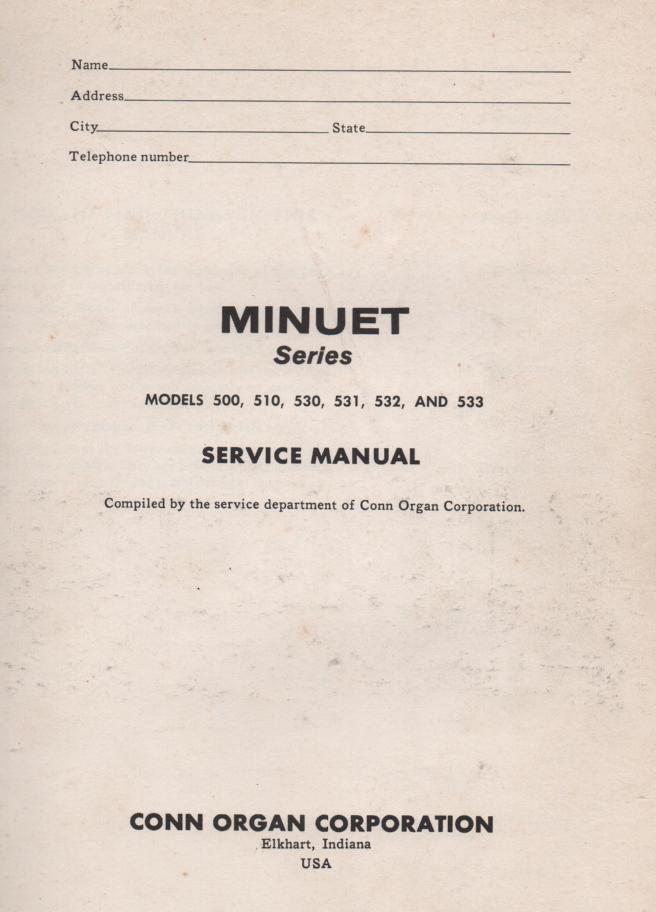 Name
Address
City State
Telephone number
MINUET
Series
MODELS 500, 510, 530, 531, 532, AND 533
SERVICE MANUAL
Compiled by the service department of Conn Organ Corporation.
CONN ORGAN CORPORATION
Elkhart, Indiana
USA